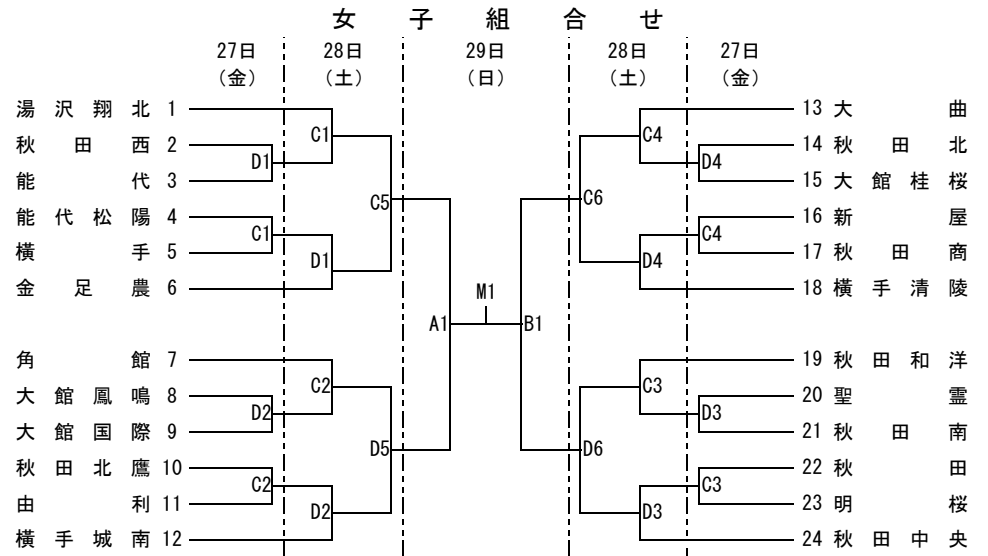 女子組合せ
27日 28日 29日 28日 27日
(金) (土) (日) (土) (金)
湯沢翔北 1 13 大曲
C1 C4
秋田西 2 14 秋田北
D1 D4
能代 3 15 大館桂桜
C5 C6
能代松陽 4 16 新屋
C1 C4
横手 5 17 秋田商
D1 D4
金足農 6 18 横手清陵
M1
A1 B1
角館 7 19 秋田和洋
C2 C3
大館鳳鳴 8 20 聖霊
D2 D3
大館国際 9 21 秋田南
D5 D6
秋田北鷹 10 22 秋田
C2 C3
由利 11 23 明桜
D2 D3
横手城南 12 24 秋田中央